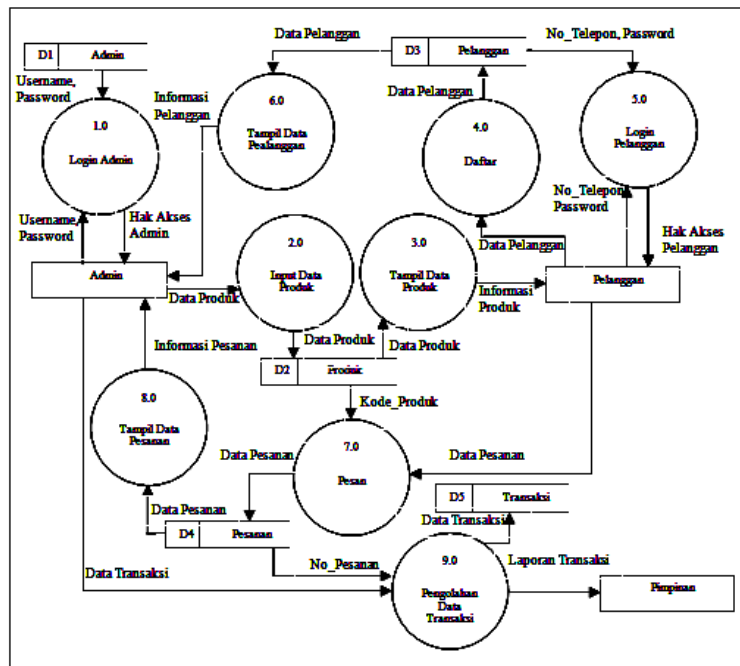 Data Pelanggan
D3
Pelanggan
No_Telepon, Password
D1
Admin
Username,
Password
Informasi
Pelanggan
6.0
Tampil Data
Pealanggan
Data Pelanggan
4.0
Daftar
5.0
Login
Pelanggan
1.0
Login Admin
Username,
Password
Hak Akses
Admin
No_Telepon,
Password
Hak Akses
Pelanggan
Data Pelanggan
2.0
Input Data
Produk
3.0
Tampil Data
Produk
Admin
Data Produk
Informasi
Produk
Pelanggan
Data Produk
Data Produk
Informasi Pesanan
D2
Produk
Kode_Produk
8.0
Tampil Data
Pesanan
7.0
Pesan
Data Pesanan
Data Pesanan
Data Pesanan
D4
Pesanan
D5
Transaksi
Data Transaksi
No_Pesanan
Data Transaksi
9.0
Pengolahan
Data
Transaksi
Laporan Transaksi
Pimpinan